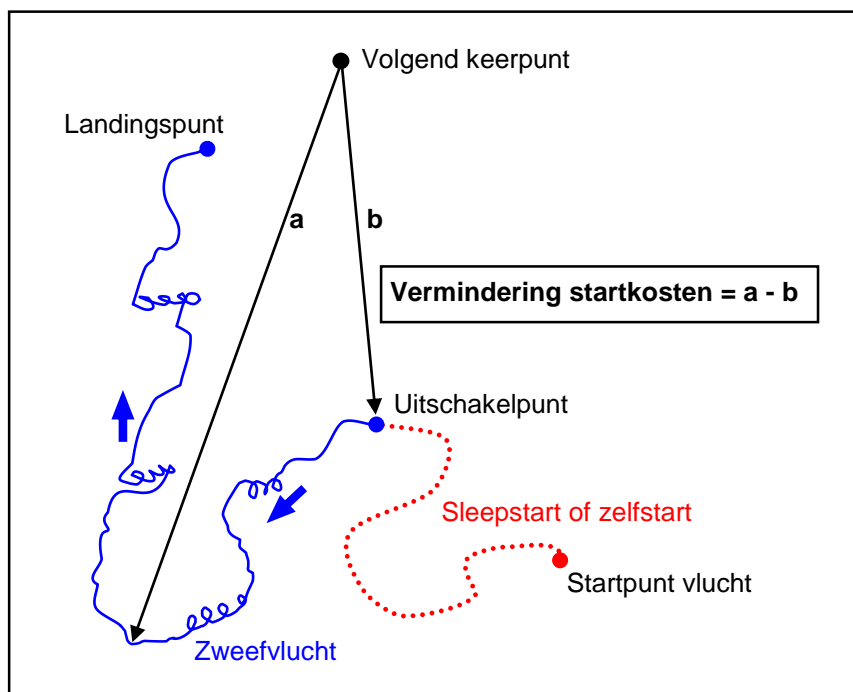 Volgend keerpunt
Landingspunt
a
b
Vermindering startkosten = a - b
Uitschakelpunt
Sleepstart of zelfstart
Startpunt vlucht
Zweefvlucht